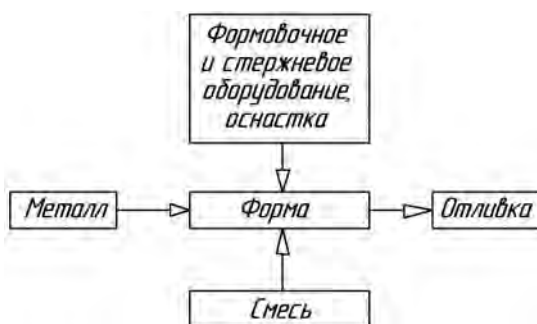 Формовочное
и стержневое
оборудование,
оснастка
Металл
Форма
Отливка
Смесь